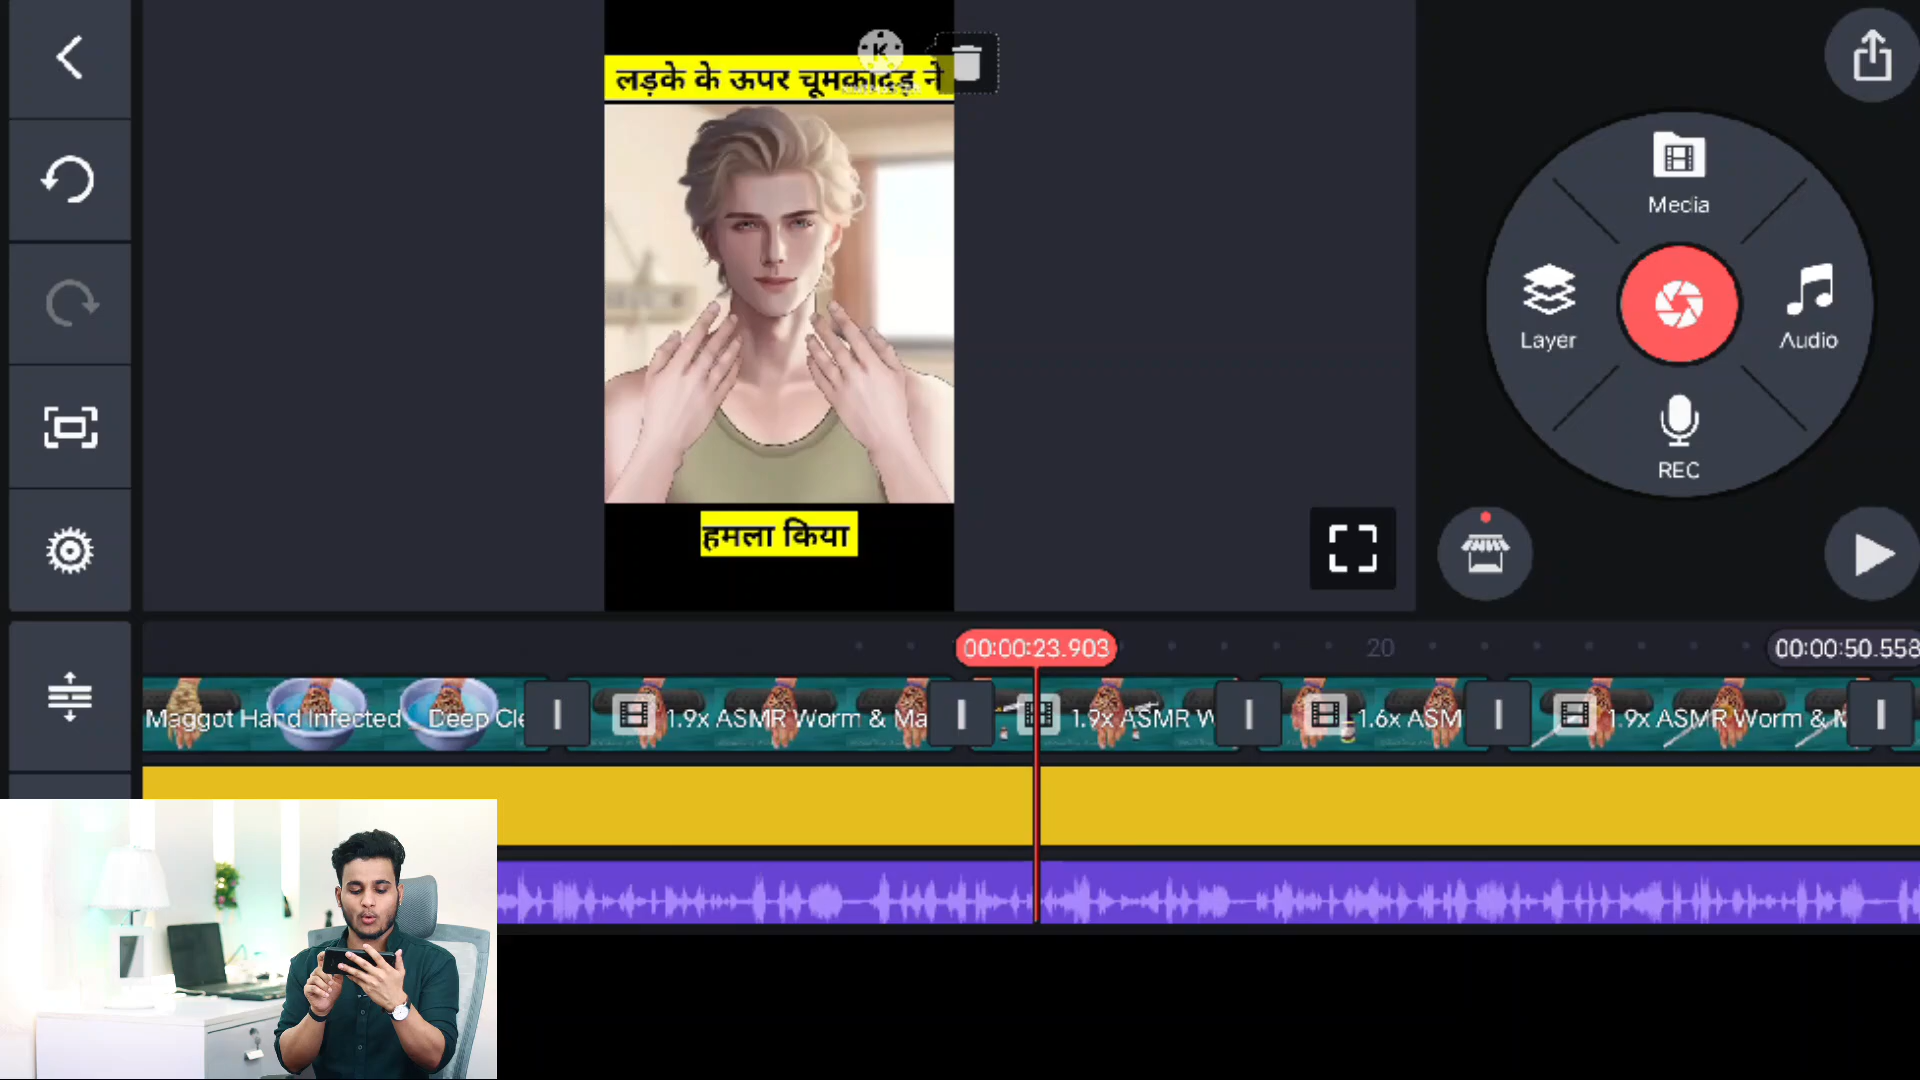 लड़के के ऊपर चूमकादड़ ने
हमला किया
Media
Layer
Audio
REC
00:00:23.903
20
00:00:50.558
Maggot Hand Infected
Deep Cle
1.9x ASMR Worm & Ma
1.9x ASMR W
1.6x ASM
1.9x ASMR Worm & M